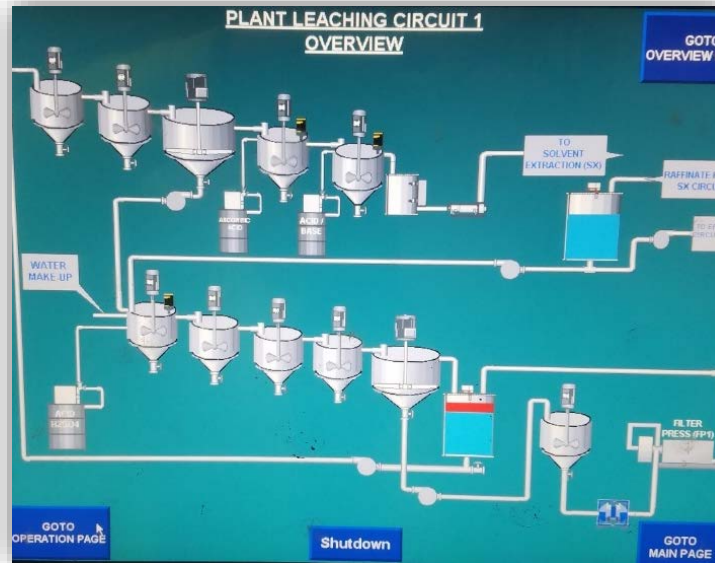 PLANT LEACHING CIRCUIT 1
OVERVIEW
GOTO
OVERVIEW
TO
SOLVENT
EXTRACTION (SX)
RAFFINATE
SX
ASCORBIC
ACID
ACID /
BASE
WATER
MAKE-UP
ACID
H2SO4
FILTER
PRESS (FP1)
GOTO
OPERATION PAGE
Shutdown
GOTO
MAIN PAGE